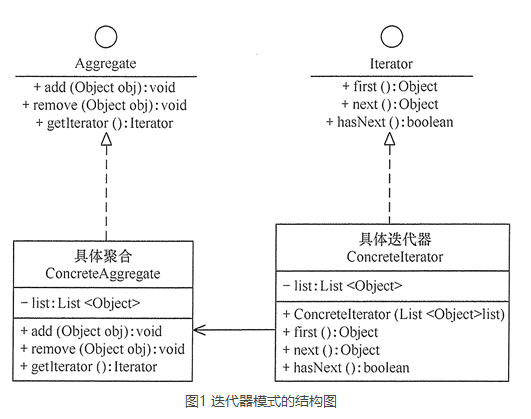 Aggregate
+ add (Object obj):void
+ remove (Object obj):void
+ getIterator ():Iterator
Iterator
+ first ():Object
+ next ():Object
+ hasNext ():boolean
具体聚合
ConcreteAggregate
− list:List <Object>
+ add (Object obj):void
+ remove (Object obj):void
+ getIterator ():Iterator
具体迭代器
ConcreteIterator
− list:List <Object>
+ ConcreteIterator (List <Object>list)
+ first ():Object
+ next ():Object
+ hasNext ():boolean
图1 迭代器模式的结构图